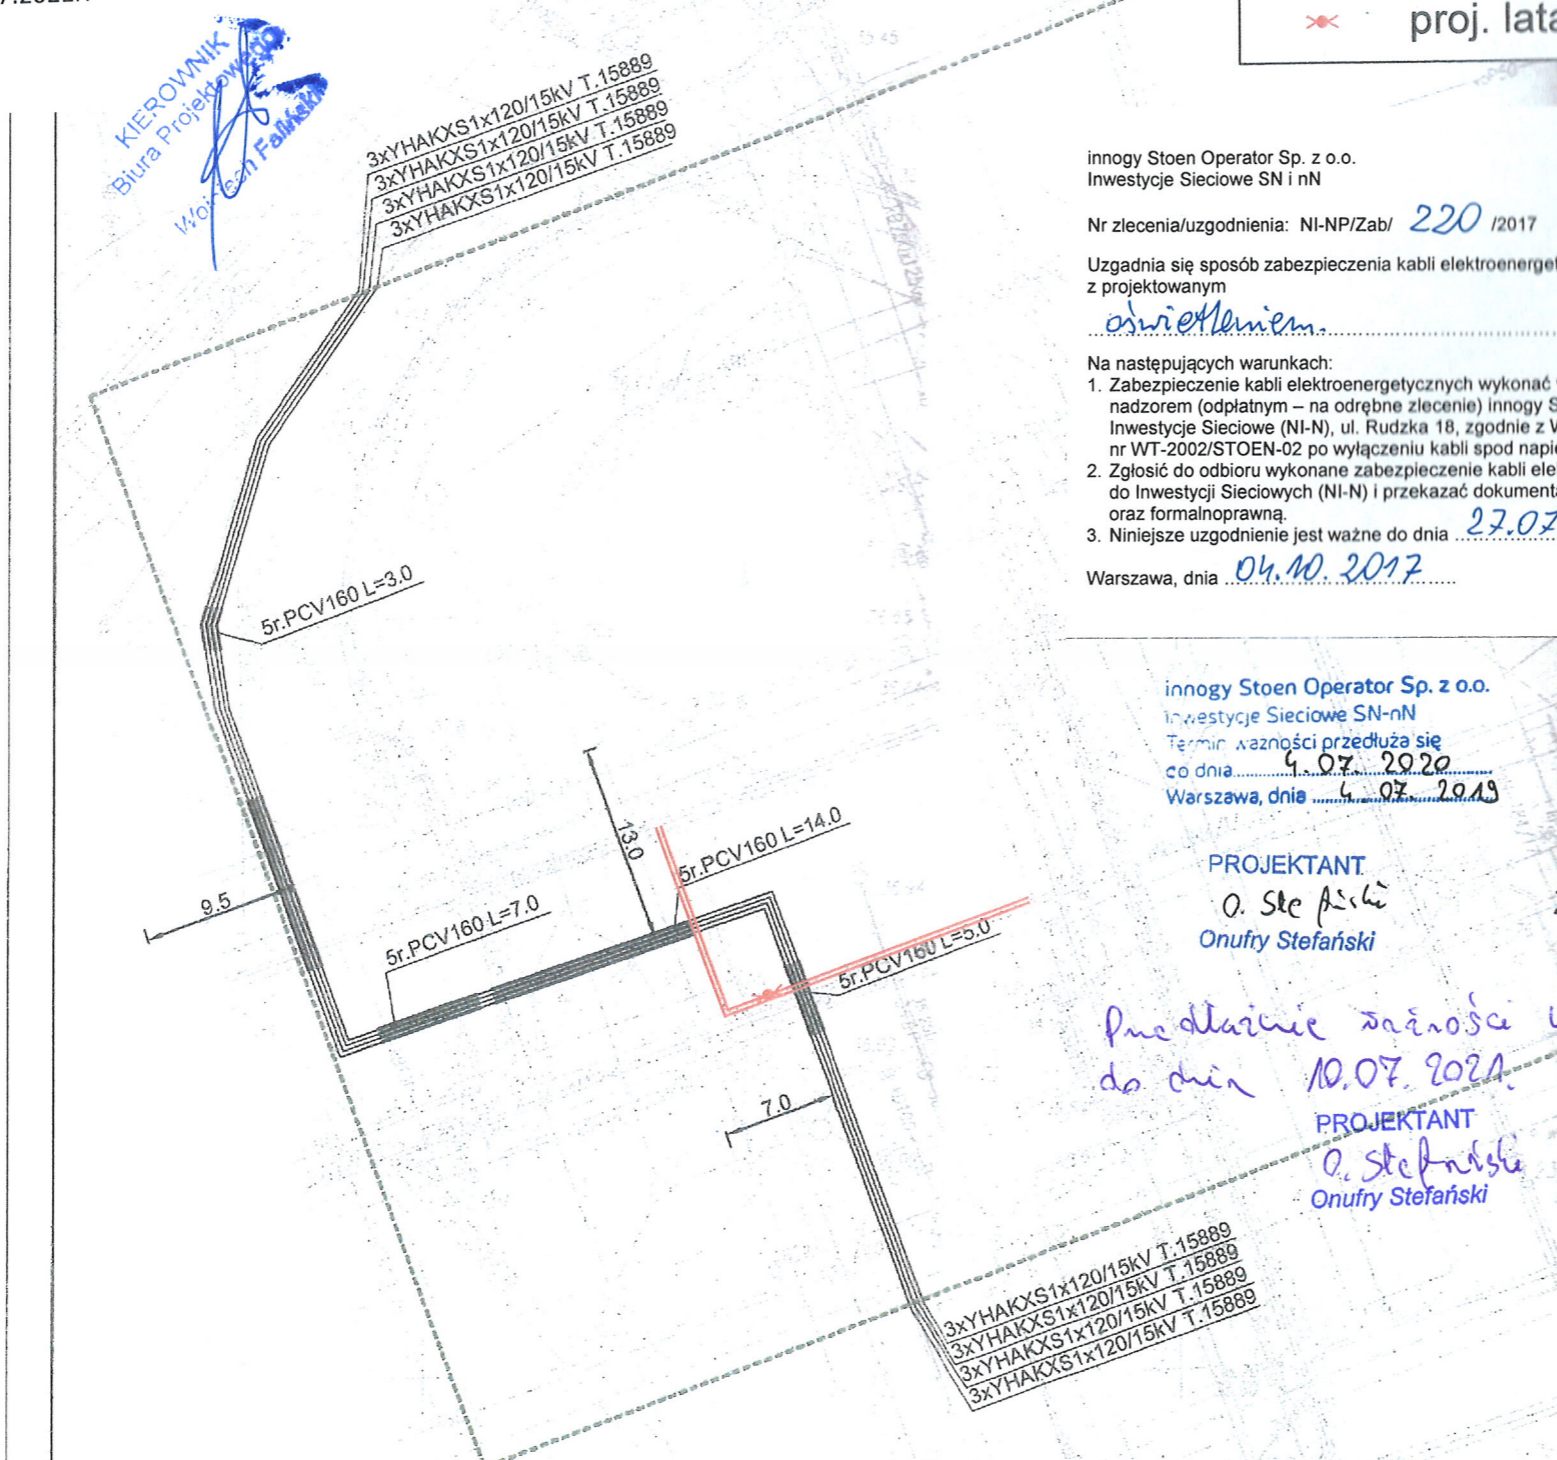 KIEROWNIK
Biura Projektowego
Wojciech Faliński
3xYHAKXS1x120/15kV T.15889
3xYHAKXS1x120/15kV T.15889
3xYHAKXS1x120/15kV T.15889
3xYHAKXS1x120/15kV T.15889
proj. lata
innogy Stoen Operator Sp. z o.o.
Inwestycje Sieciowe SN i nN
Nr zlecenia/uzgodnienia: NI-NP/Zab/ 220 /2017
Uzgadnia się sposób zabezpieczenia kabli elektroenerget
z projektowanym
oświetleniem.
Na następujących warunkach:
1. Zabezpieczenie kabli elektroenergetycznych wykonać
nadzorem (odpłatnym – na odrębne zlecenie) innogy S
Inwestycje Sieciowe (NI-N), ul. Rudzka 18, zgodnie z W
nr WT-2002/STOEN-02 po wyłączeniu kabli spod napię
2. Zgłosić do odbioru wykonane zabezpieczenie kabli ele
do Inwestycji Sieciowych (NI-N) i przekazać dokumenta
oraz formalnoprawną.
3. Niniejsze uzgodnienie jest ważne do dnia 27.07
Warszawa, dnia 04.10.2017
5r.PCV160 L=3.0
innogy Stoen Operator Sp. z o.o.
Inwestycje Sieciowe SN-nN
Termin ważności przedłuża się
do dnia 4.07.2020
Warszawa, dnia 4.07.2019
PROJEKTANT
O. Stefański
Onufry Stefański
13.0
5r.PCV160 L=14.0
9.5
5r.PCV160 L=7.0
5r.PCV160 L=5.0
7.0
Przedłużenie ważności
do dnia 10.07.2021.
PROJEKTANT
O. Stefański
Onufry Stefański
3xYHAKXS1x120/15kV T.15889
3xYHAKXS1x120/15kV T.15889
3xYHAKXS1x120/15kV T.15889
3xYHAKXS1x120/15kV T.15889